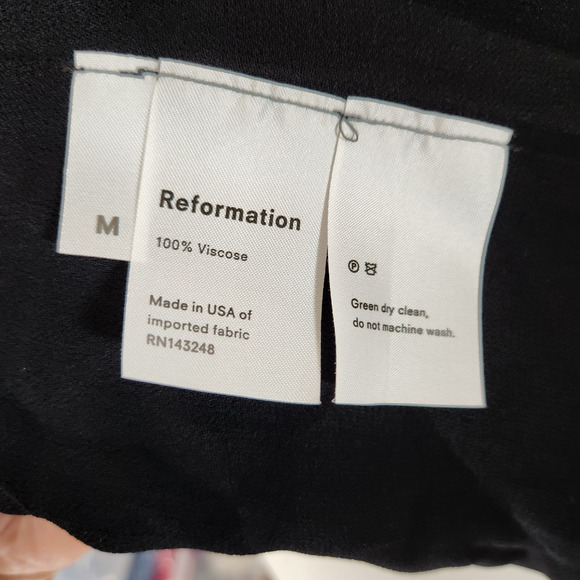 M
Reformation
100% Viscose
Made in USA of
imported fabric
RN143248
P
Green dry clean,
do not machine wash.